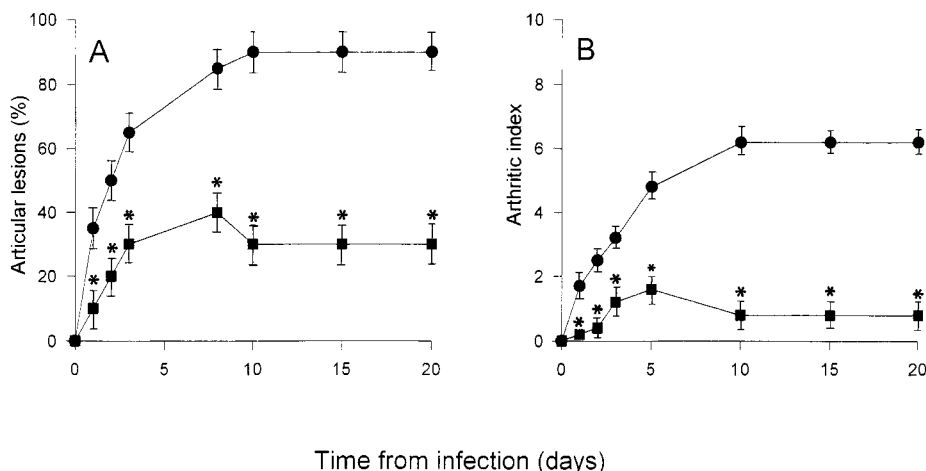 A
B
Articular lesions (%)
100
80
60
40
20
0
* * * * * * *
0 5 10 15 20
Arthritic index
10
8
6
4
2
0
* * * * * * *
0 5 10 15 20
Time from infection (days)